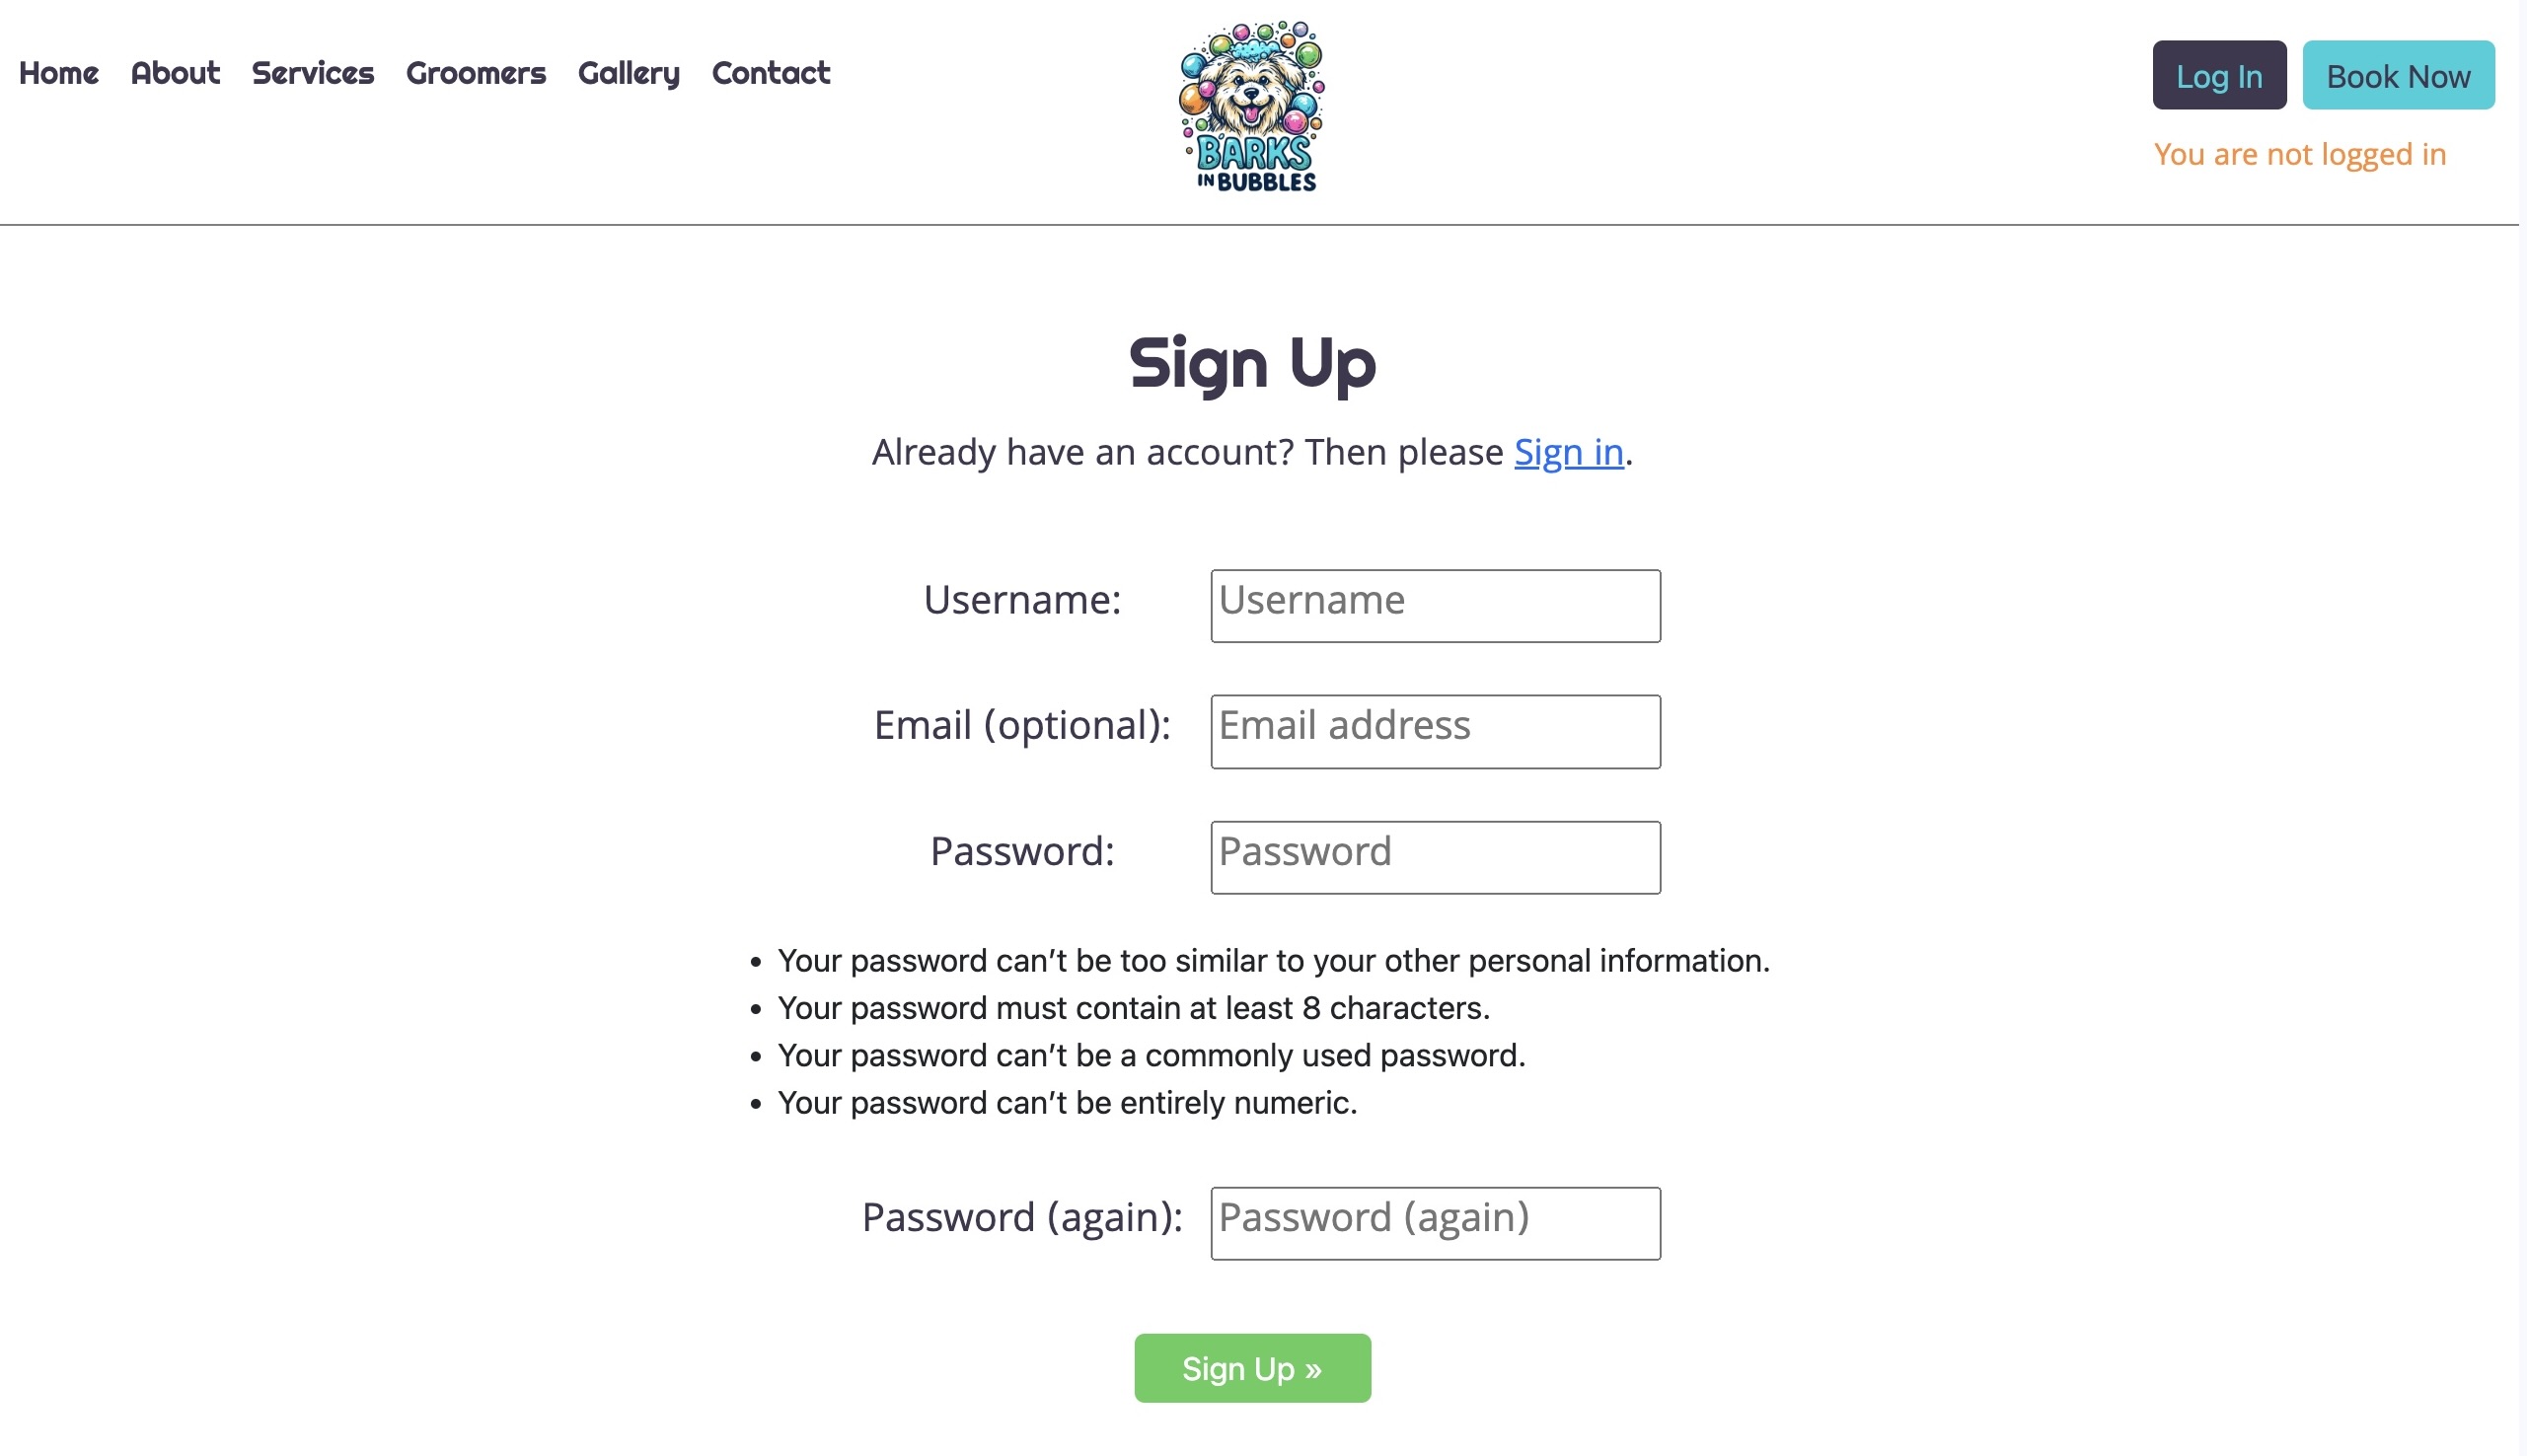 Home About Services Groomers Gallery Contact
BARKS
IN BUBBLES
Log In Book Now
You are not logged in
Sign Up
Already have an account? Then please Sign in.
Username: Username
Email (optional): Email address
Password: Password
• Your password can’t be too similar to your other personal information.
• Your password must contain at least 8 characters.
• Your password can’t be a commonly used password.
• Your password can’t be entirely numeric.
Password (again): Password (again)
Sign Up »